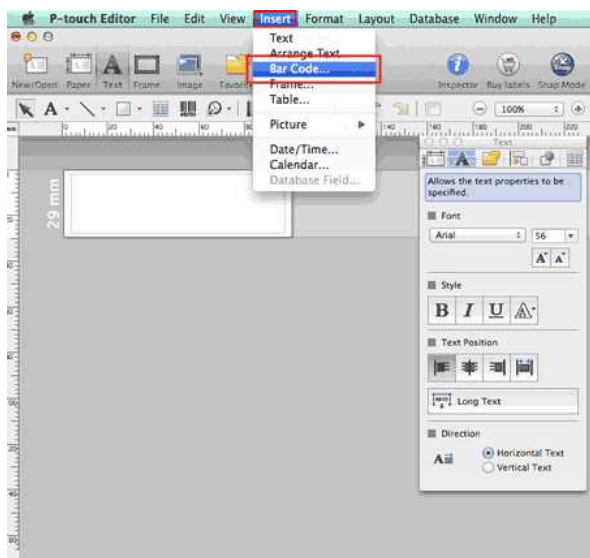 P-touch Editor File Edit View Insert Format Layout Database Window Help
Text
Arrange Text
Bar Code...
Frame...
Table...
Picture
Date/Time...
Calendar...
Database Field...
New/Open Paper Text Frame Image Favorites Inspector Buy labels Snap Mode
100%
29 mm
Text
Allows the text properties to be
specified.
Font
Arial 56
Style
B I U A
Text Position
Long Text
Direction
Horizontal Text
Vertical Text